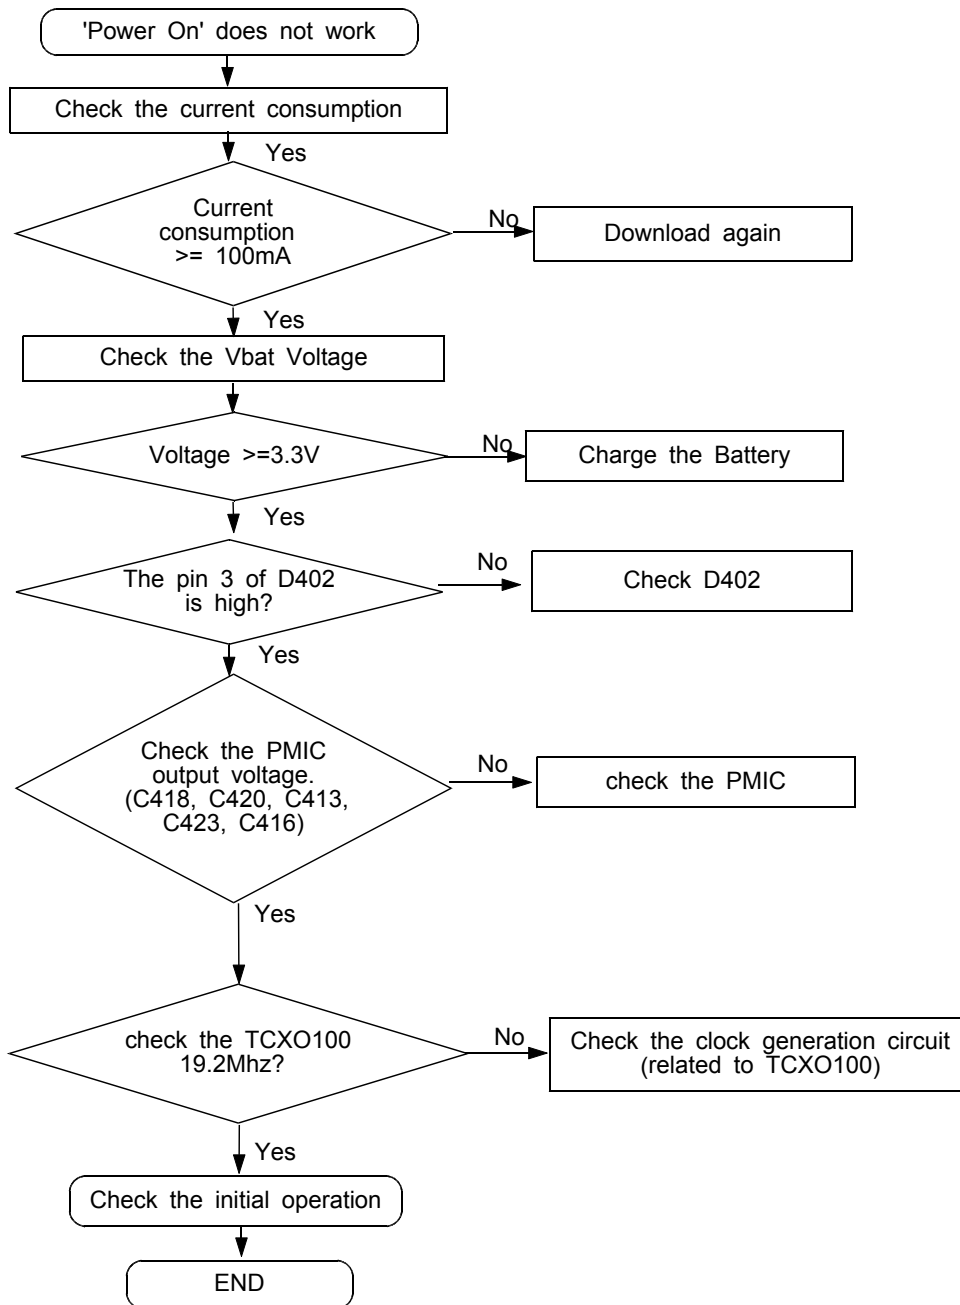 'Power On' does not work
Check the current consumption
Yes
Current
consumption
>= 100mA
No
Download again
Yes
Check the Vbat Voltage
Voltage >=3.3V
No
Charge the Battery
Yes
The pin 3 of D402
is high?
No
Check D402
Yes
Check the PMIC
output voltage.
(C418, C420, C413,
C423, C416)
No
check the PMIC
Yes
check the TCXO100
19.2Mhz?
No
Check the clock generation circuit
(related to TCXO100)
Yes
Check the initial operation
END